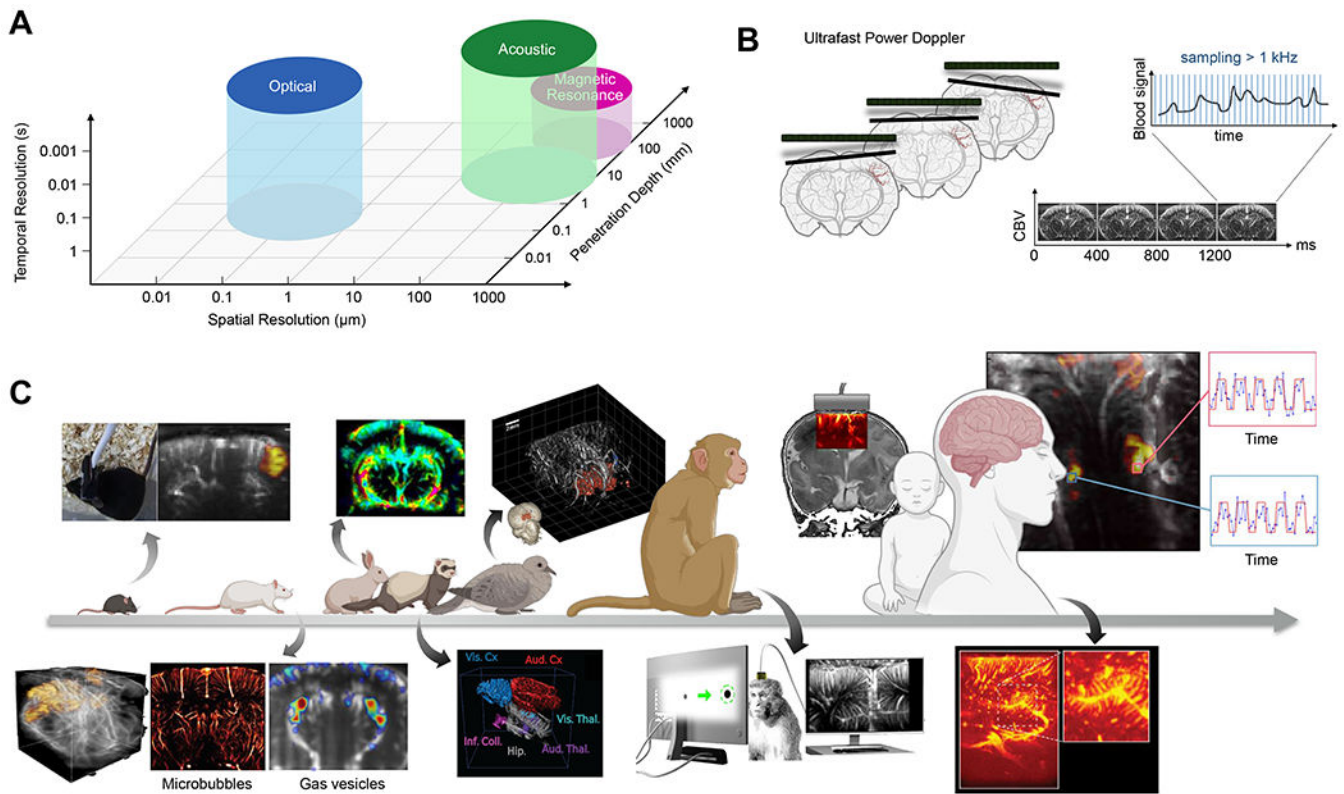 A
Optical
Acoustic
Magnetic
Resonance
Temporal Resolution (s)
0.001
0.01
0.1
1
0.01
0.1
1
10
100
1000
Spatial Resolution (µm)
1000
100
10
1
0.1
0.01
Penetration Depth (mm)
B
Ultrafast Power Doppler
sampling > 1 kHz
Blood signal
time
CBV
0
400
800
1200
ms
C
2mm
Time
Time
Microbubbles
Gas vesicles
Vis. Cx
Aud. Cx
Vis. Thal.
Inf. Coll.
Hip.
Aud. Thal.